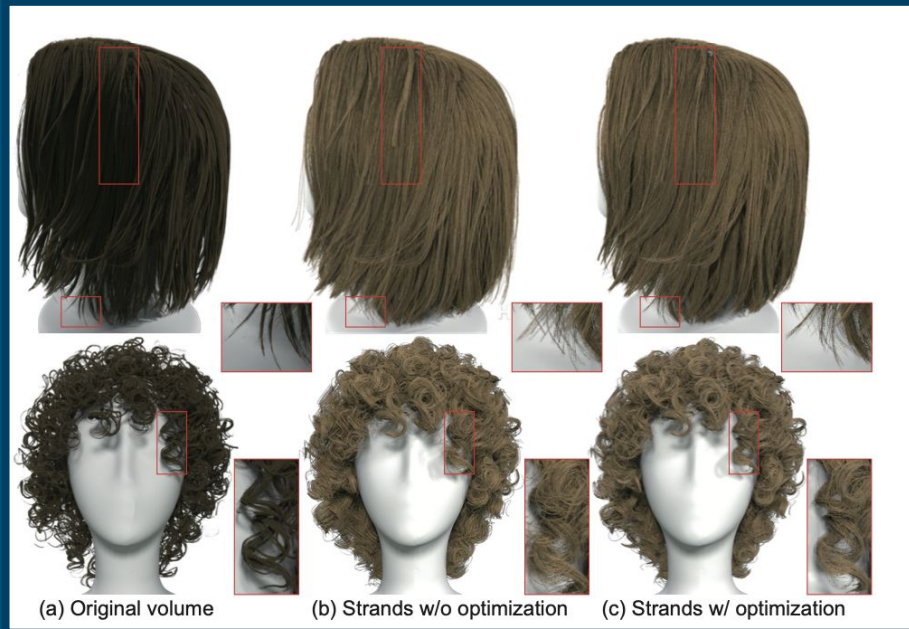 (a) Original volume
(b) Strands w/o optimization
(c) Strands w/ optimization